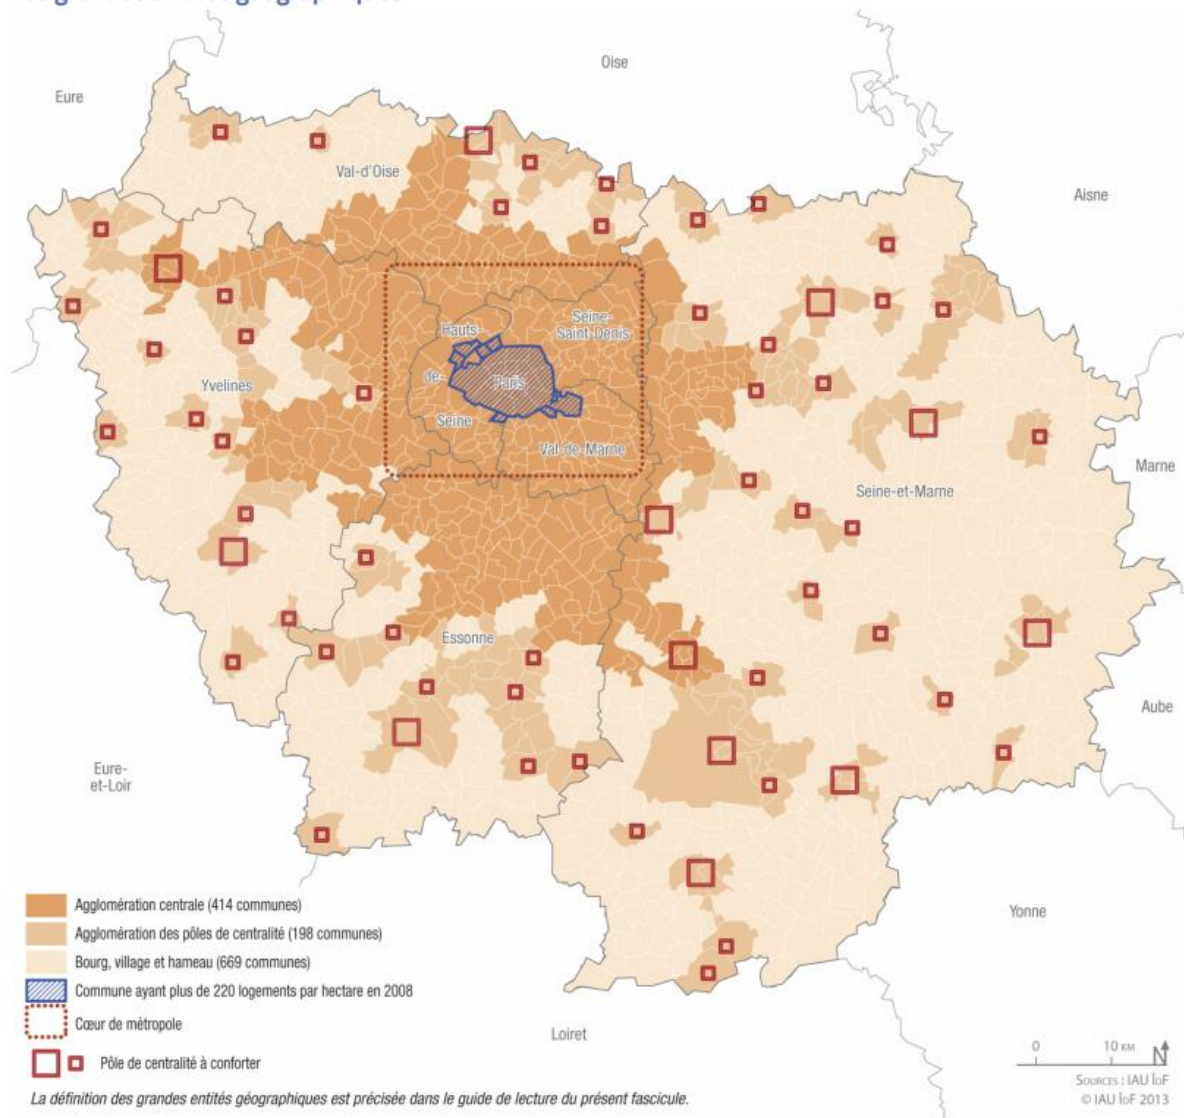 Oise
Eure
Val-d'Oise
Aisne
Hauts-
Seine-
Saint-Denis
de-
Paris
Yvelines
Seine
Val-de-Marne
Marne
Seine-et-Marne
Essonne
Aube
Eure-
et-Loir
Agglomération centrale (414 communes)
Agglomération des pôles de centralité (198 communes)
Bourg, village et hameau (669 communes)
Commune ayant plus de 220 logements par hectare en 2008
Cœur de métropole
Pôle de centralité à conforter
Yonne
Loiret
0 10 KM N
SOURCES : IAU ÎDF
© IAU ÎDF 2013
La définition des grandes entités géographiques est précisée dans le guide de lecture du présent fascicule.